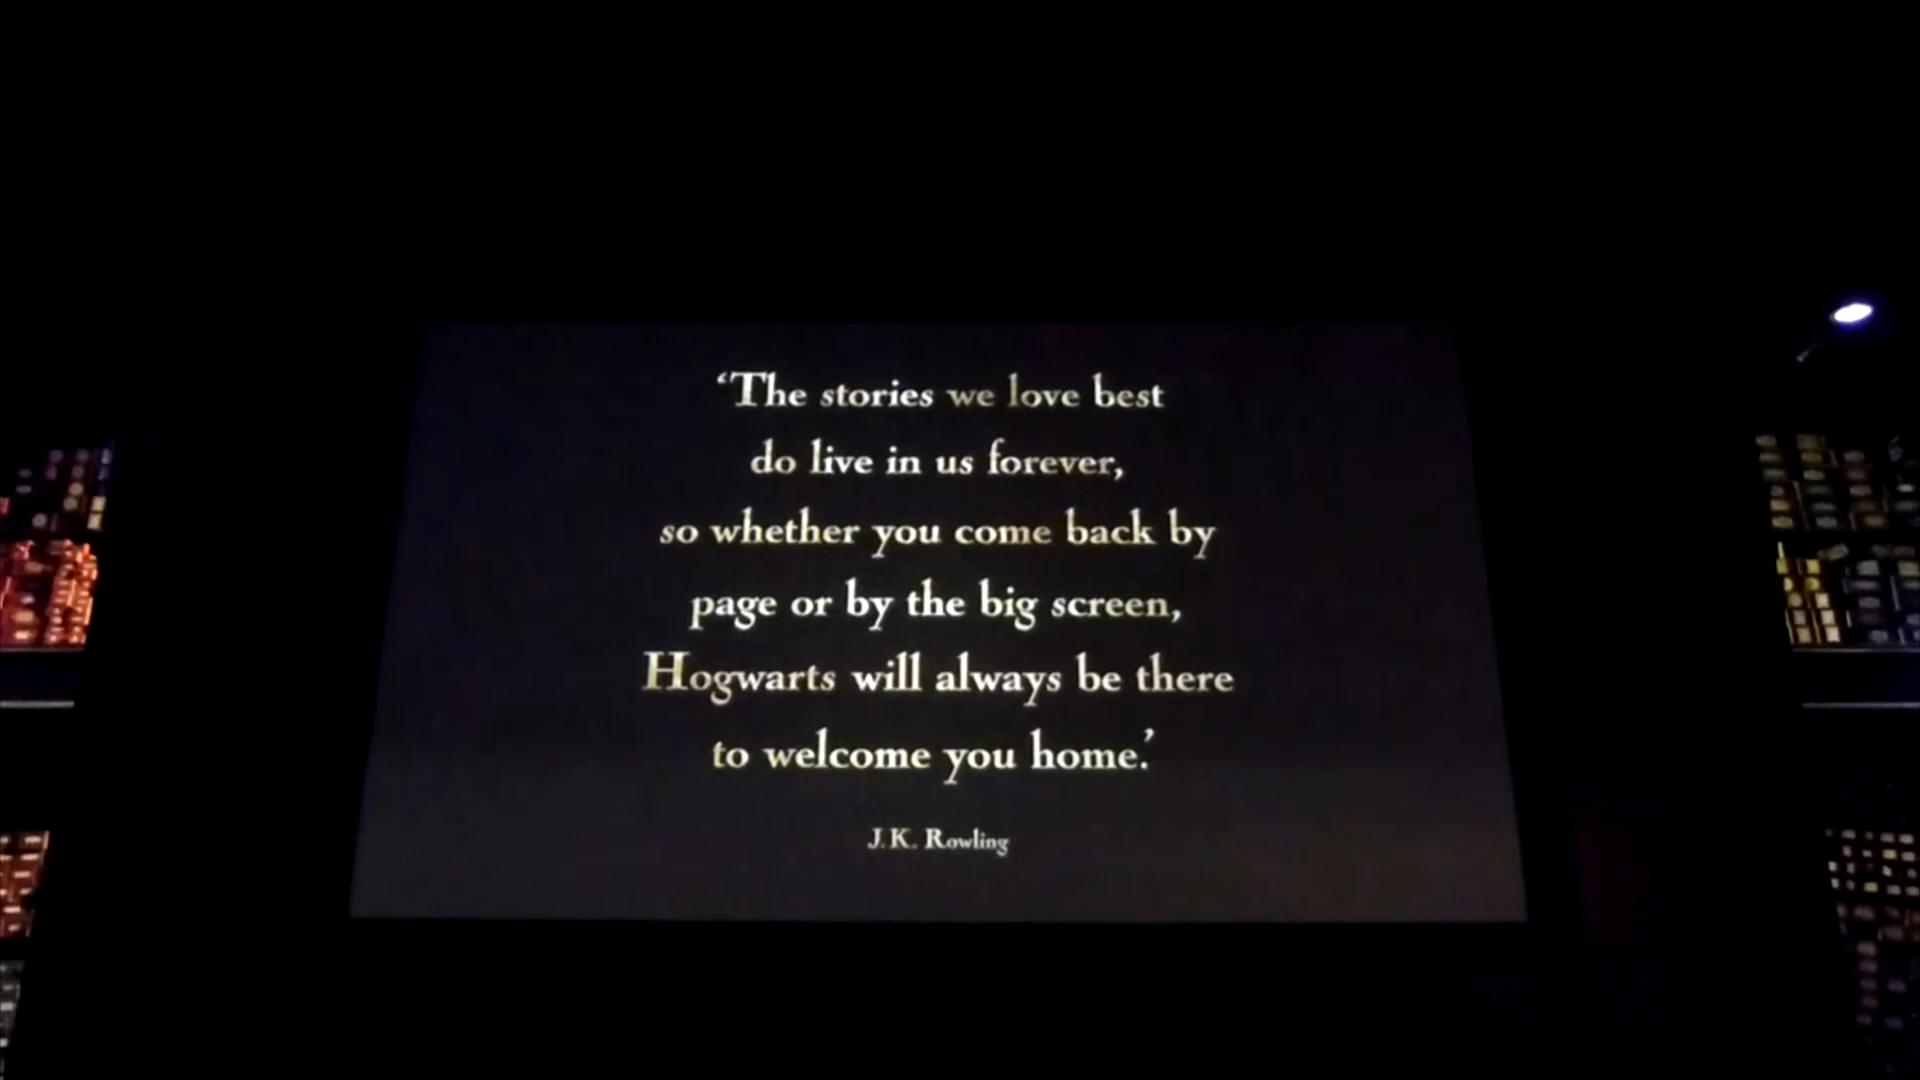 ‘The stories we love best
do live in us forever,
so whether you come back by
page or by the big screen,
Hogwarts will always be there
to welcome you home.’
J.K. Rowling